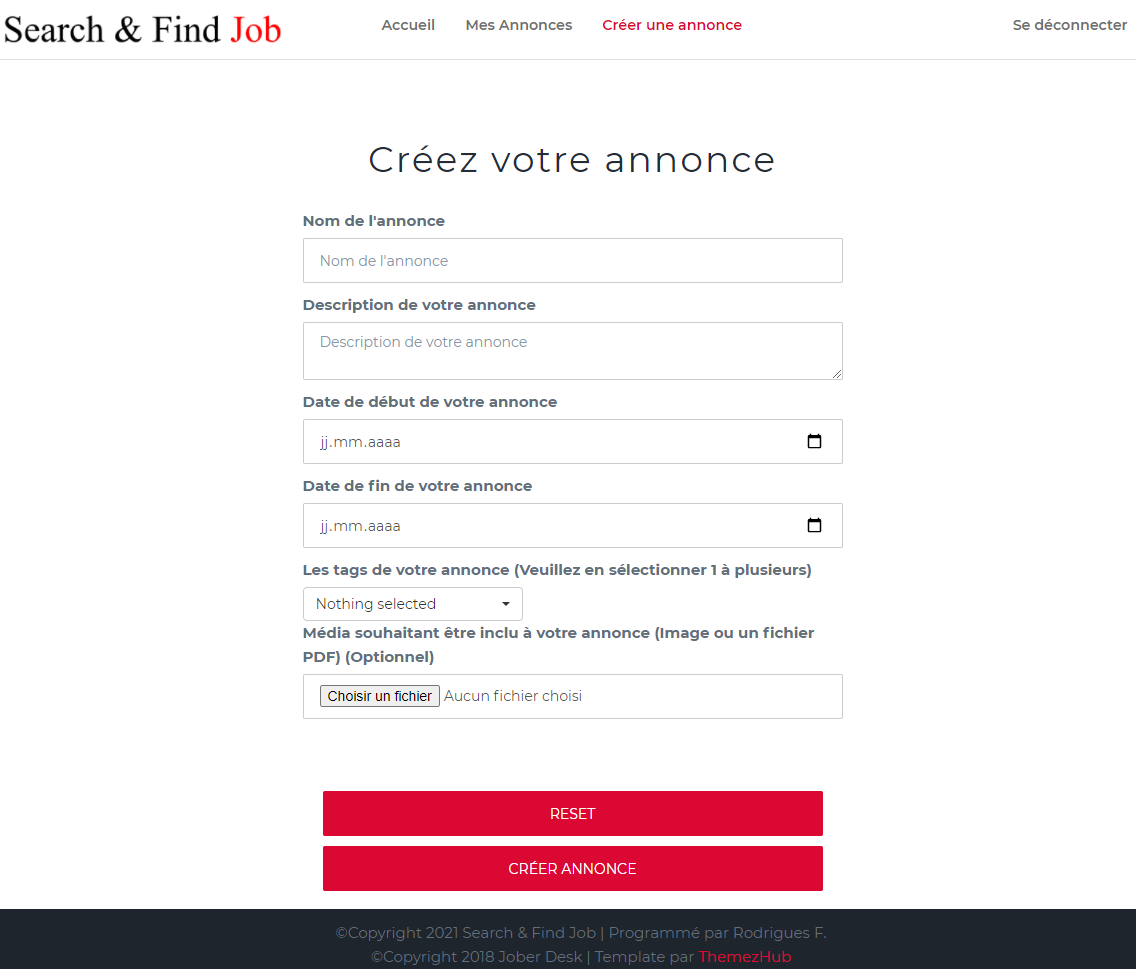 Search & Find Job
Accueil
Mes Annonces
Créer une annonce
Se déconnecter
Créez votre annonce
Nom de l'annonce
Nom de l'annonce
Description de votre annonce
Description de votre annonce
Date de début de votre annonce
jj.mm.aaaa
Date de fin de votre annonce
jj.mm.aaaa
Les tags de votre annonce (Veuillez en sélectionner 1 à plusieurs)
Nothing selected
Média souhaitant être inclu à votre annonce (Image ou un fichier
PDF) (Optionnel)
Choisir un fichier Aucun fichier choisi
RESET
CRÉER ANNONCE
©Copyright 2021 Search & Find Job | Programmé par Rodrigues F.
©Copyright 2018 Jober Desk | Template par ThemezHub